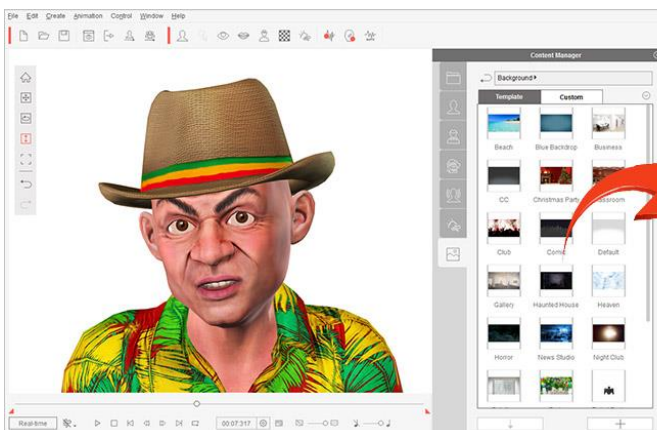 File Edit Create Animation Control Window Help
Content Manager
Background
Template Custom
Beach Blue Backdrop Business
CC Christmas Party
Club Comic Default
Gallery Haunted House Heaven
Horror News Studio Night Club
Real-time 00:07:317